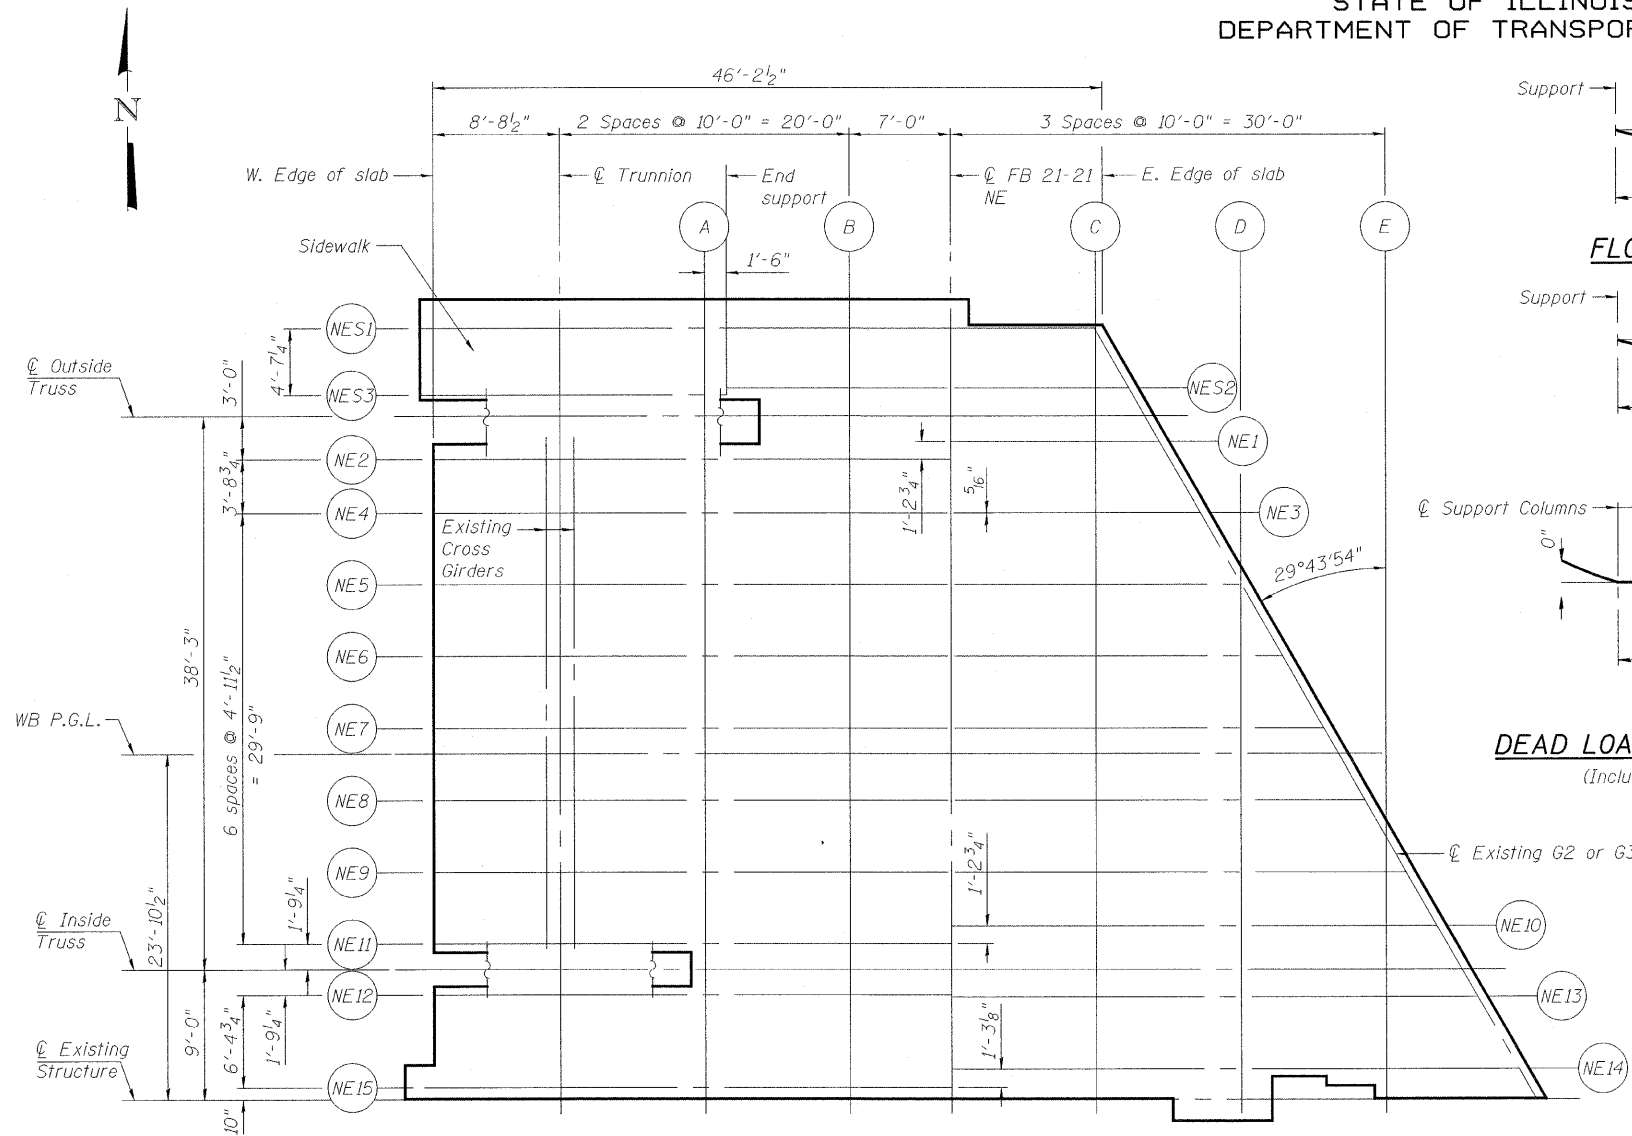 STATE OF ILLINOIS
DEPARTMENT OF TRANSPOR
N
46'-2½"
8'-8½"
2 Spaces @ 10'-0" = 20'-0"
7'-0"
3 Spaces @ 10'-0" = 30'-0"
W. Edge of slab
℄ Trunnion
End
support
℄ FB 21-21
NE
E. Edge of slab
Support
A
B
C
D
E
Sidewalk
1'-6"
FLO
Support
NES1
4'-7¼"
℄ Outside
Truss
3'-0"
NES3
NES2
NE1
NE2
3'-8¾"
1'-2¾"
5/16"
NE4
NE3
℄ Support Columns
Existing
Cross
Girders
0"
29°43'54"
NE5
38'-3"
6 spaces @ 4'-11½"
= 29'-9"
NE6
WB P.G.L.
NE7
DEAD LOA
(Inclu
NE8
℄ Existing G2 or G3
NE9
1'-2¾"
1'-9¼"
23'-10½"
℄ Inside
Truss
NE11
NE10
NE12
NE13
9'-0"
6'-4¾"
1'-9¼"
1'-3⅛"
℄ Existing
Structure
NE14
NE15
10"